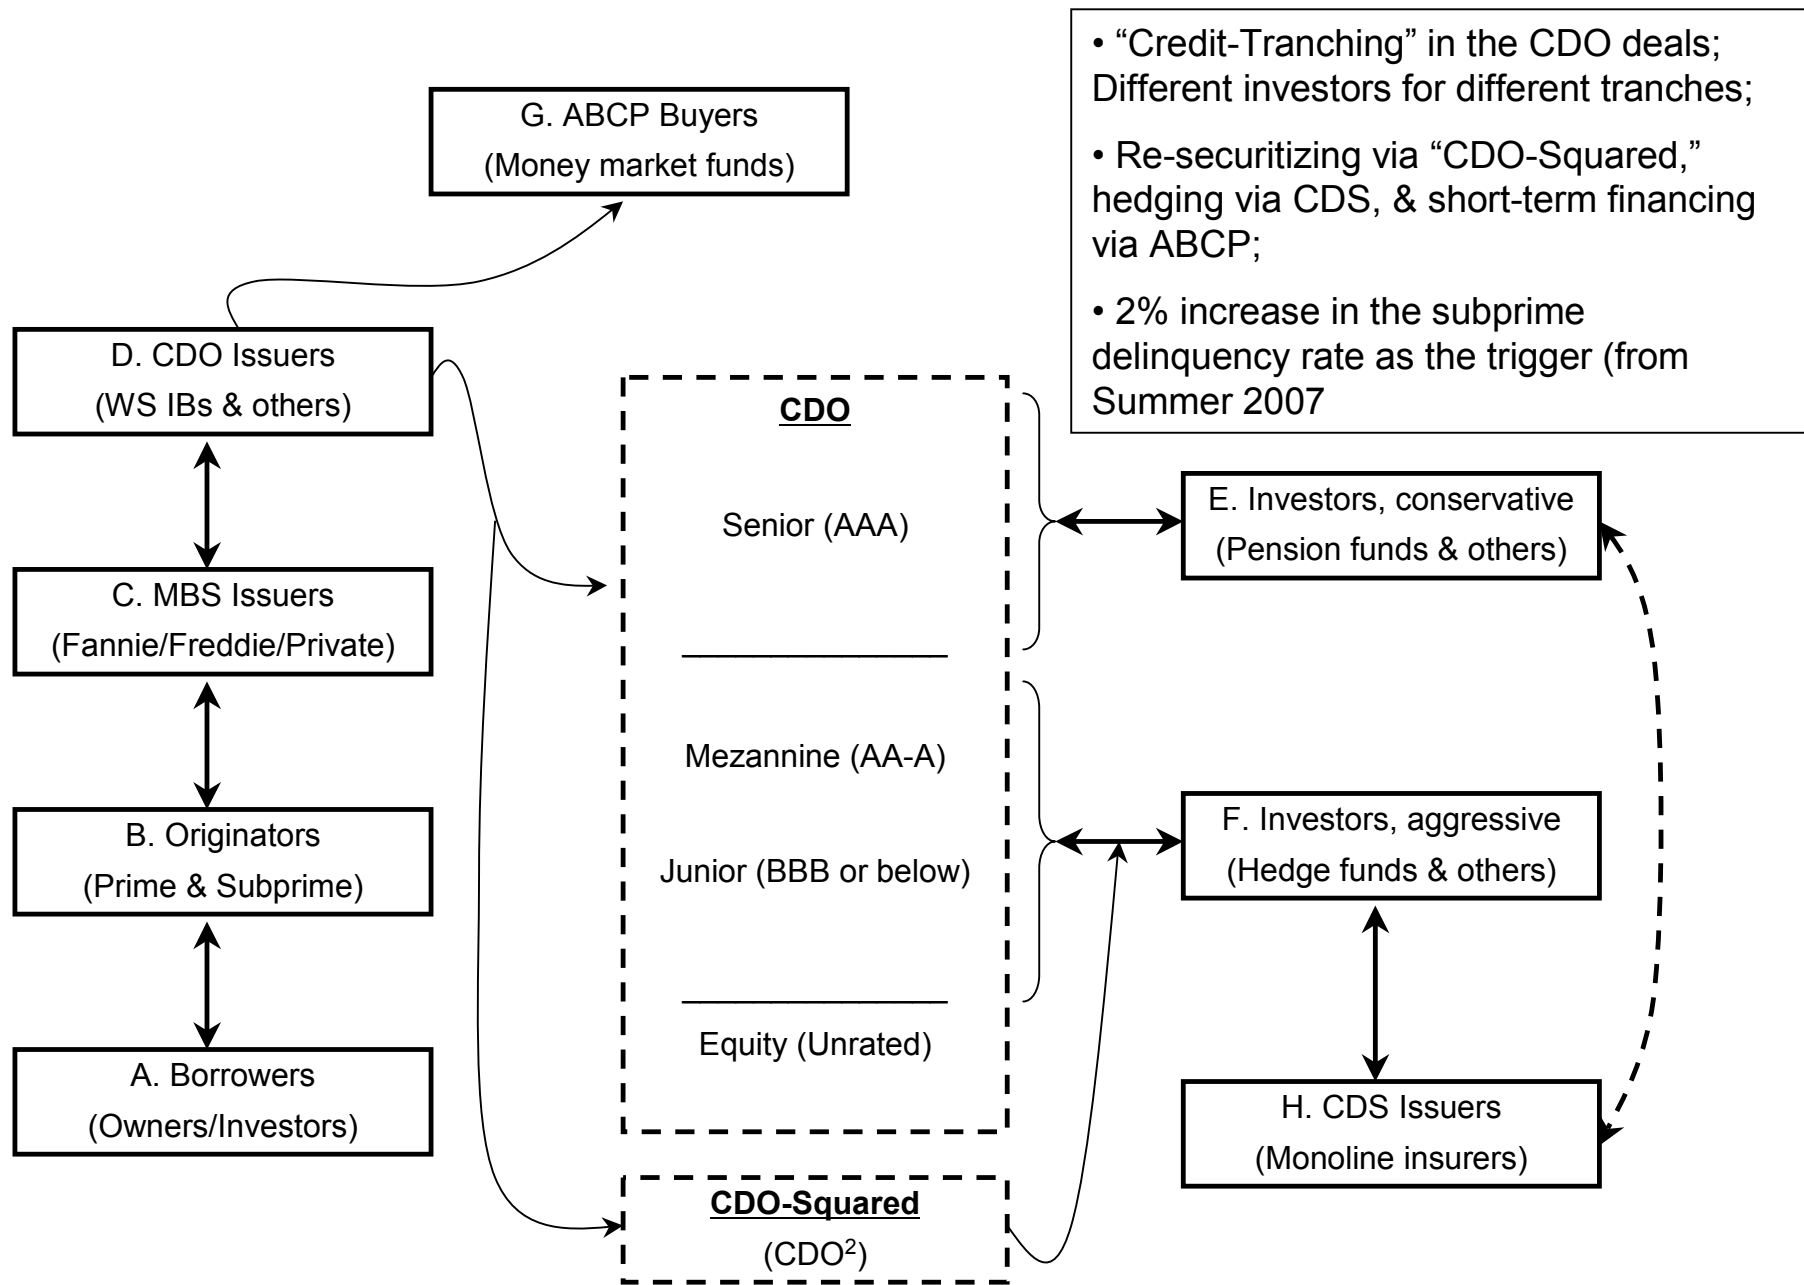 • “Credit-Tranching” in the CDO deals;
Different investors for different tranches;
• Re-securitizing via “CDO-Squared,”
hedging via CDS, & short-term financing
via ABCP;
• 2% increase in the subprime
delinquency rate as the trigger (from
Summer 2007
G. ABCP Buyers
(Money market funds)
D. CDO Issuers
(WS IBs & others)
C. MBS Issuers
(Fannie/Freddie/Private)
B. Originators
(Prime & Subprime)
A. Borrowers
(Owners/Investors)
CDO
Senior (AAA)
Mezannine (AA-A)
Junior (BBB or below)
Equity (Unrated)
CDO-Squared
(CDO²)
E. Investors, conservative
(Pension funds & others)
F. Investors, aggressive
(Hedge funds & others)
H. CDS Issuers
(Monoline insurers)